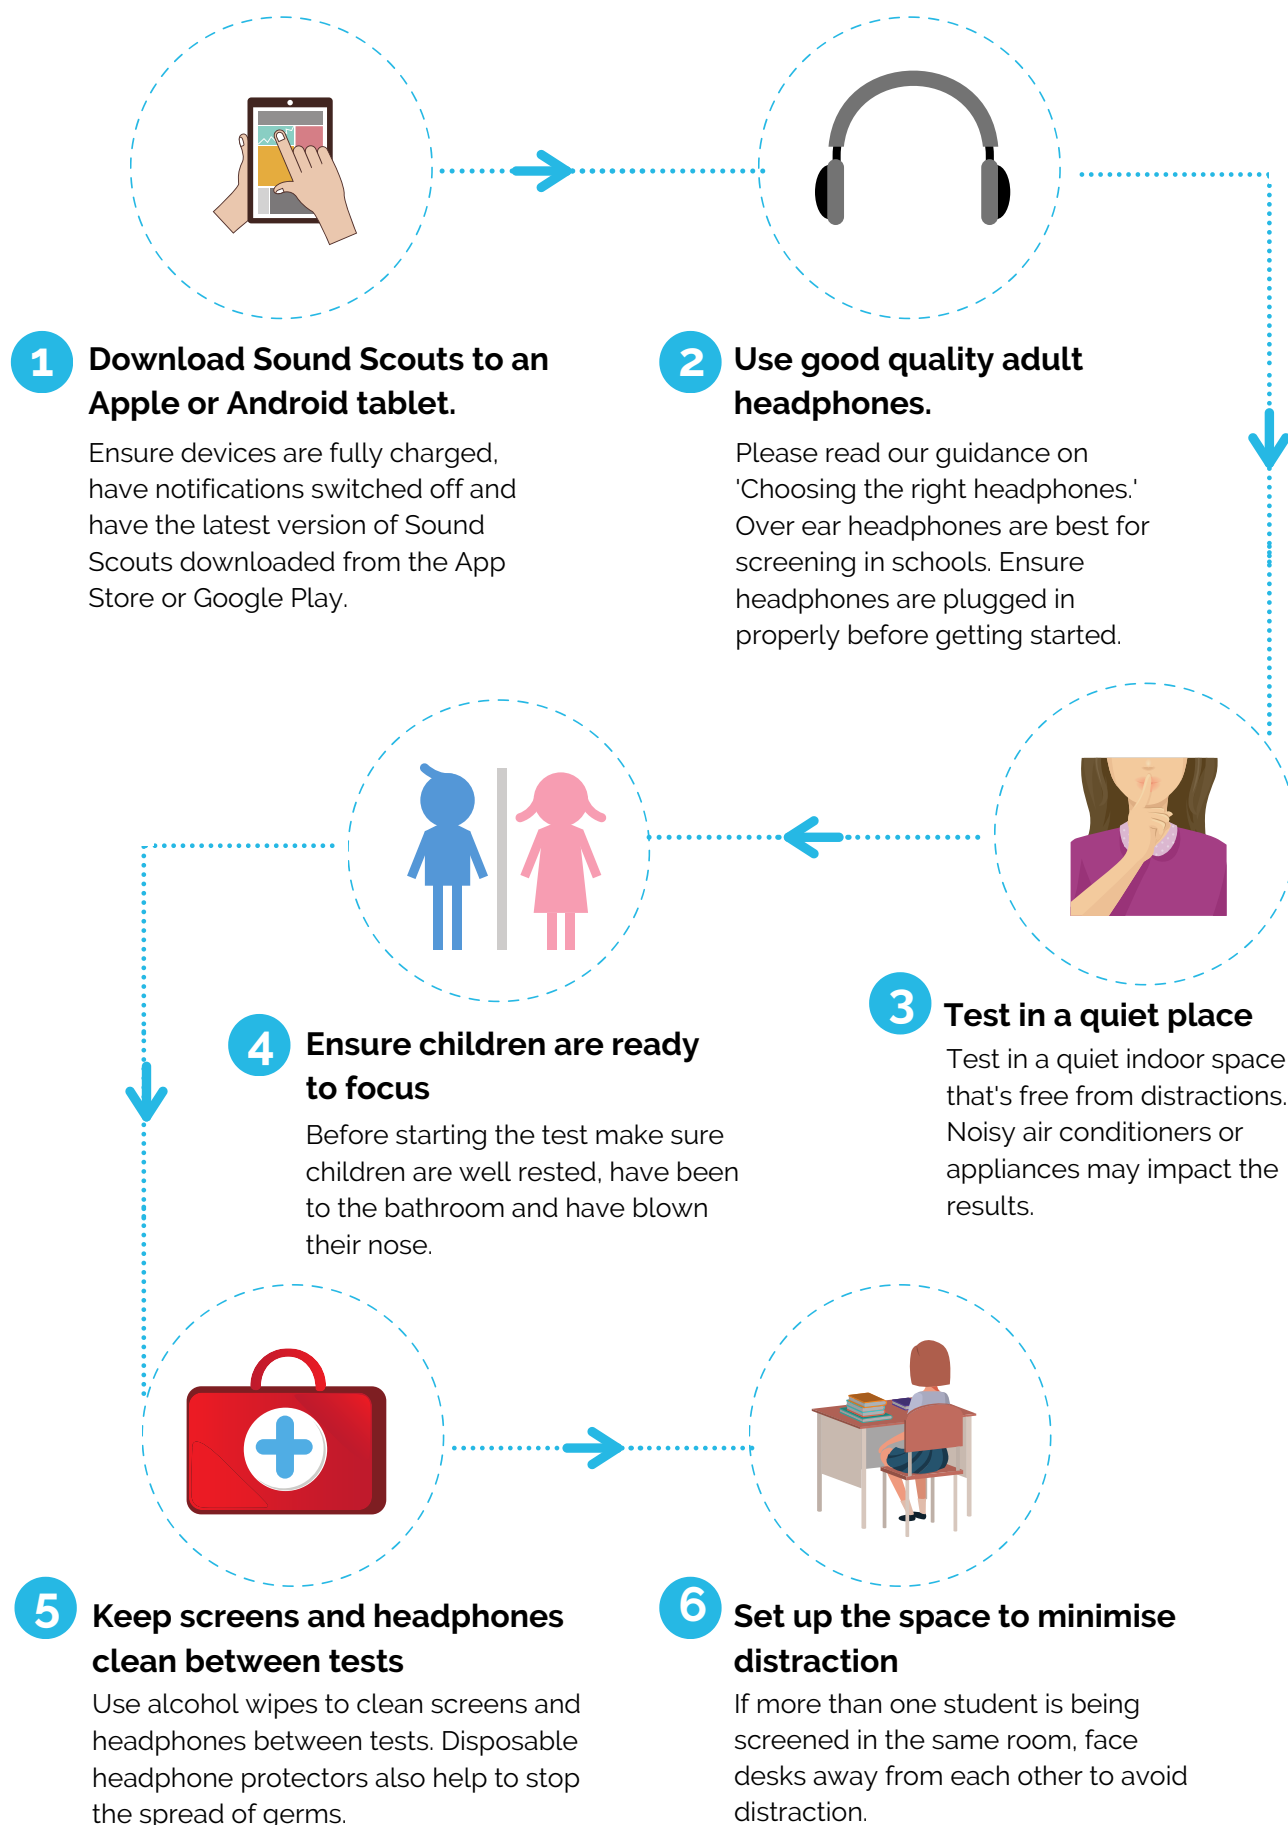 1
Download Sound Scouts to an
Apple or Android tablet.
Ensure devices are fully charged,
have notifications switched off and
have the latest version of Sound
Scouts downloaded from the App
Store or Google Play.
2
Use good quality adult
headphones.
Please read our guidance on
'Choosing the right headphones.'
Over ear headphones are best for
screening in schools. Ensure
headphones are plugged in
properly before getting started.
3
Test in a quiet place
Test in a quiet indoor space
that's free from distractions.
Noisy air conditioners or
appliances may impact the
results.
4
Ensure children are ready
to focus
Before starting the test make sure
children are well rested, have been
to the bathroom and have blown
their nose.
5
Keep screens and headphones
clean between tests
Use alcohol wipes to clean screens and
headphones between tests. Disposable
headphone protectors also help to stop
the spread of germs.
6
Set up the space to minimise
distraction
If more than one student is being
screened in the same room, face
desks away from each other to avoid
distraction.